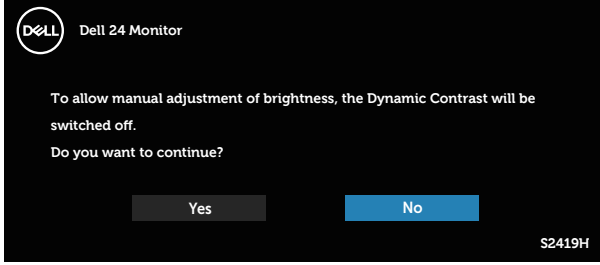 DELL Dell 24 Monitor
To allow manual adjustment of brightness, the Dynamic Contrast will be
switched off.
Do you want to continue?
Yes No
S2419H